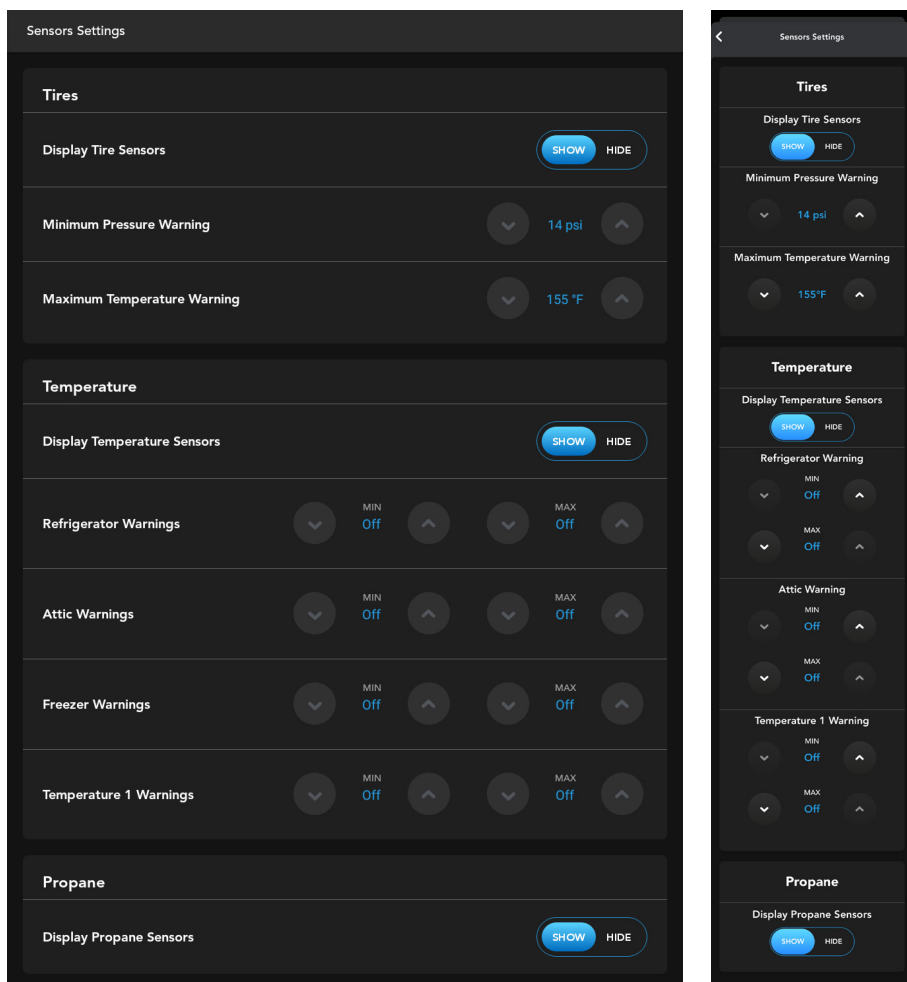 Sensors Settings
Tires
Display Tire Sensors SHOW HIDE
Minimum Pressure Warning 14 psi
Maximum Temperature Warning 155 °F
Temperature
Display Temperature Sensors SHOW HIDE
MIN MAX
Refrigerator Warnings Off Off
MIN MAX
Attic Warnings Off Off
MIN MAX
Freezer Warnings Off Off
MIN MAX
Temperature 1 Warnings Off Off
Propane
Display Propane Sensors SHOW HIDE
Sensors Settings
Tires
Display Tire Sensors
SHOW HIDE
Minimum Pressure Warning
14 psi
Maximum Temperature Warning
155°F
Temperature
Display Temperature Sensors
SHOW HIDE
Refrigerator Warning
MIN
Off
MAX
Off
Attic Warning
MIN
Off
MAX
Off
Temperature 1 Warning
MIN
Off
MAX
Off
Propane
Display Propane Sensors
SHOW HIDE